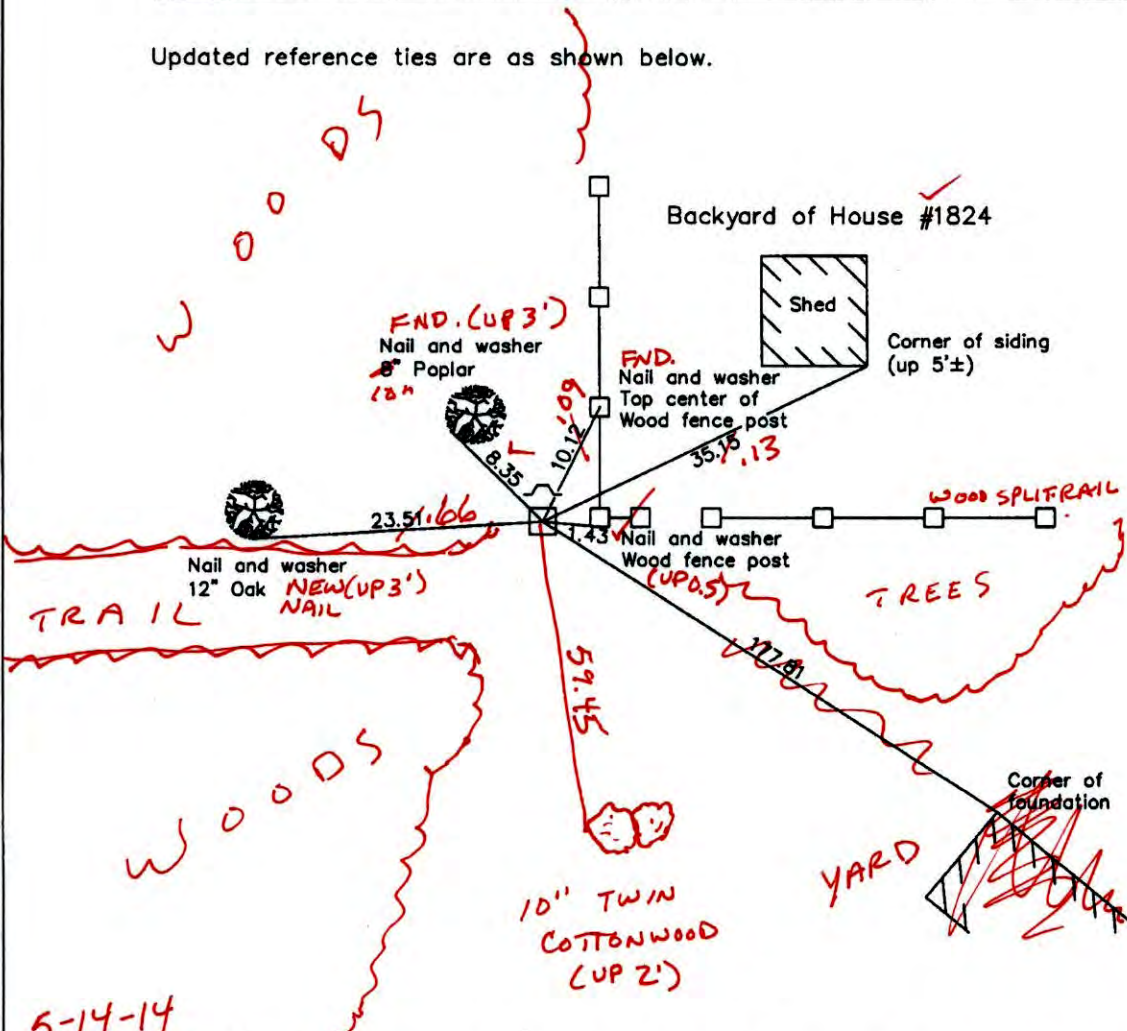 Updated reference ties are as shown below.
WOODS
Backyard of House #1824
Shed
FND. (UP 3')
Nail and washer
8" Poplar
10"
FND.
Nail and washer
Top center of
Wood fence post
Corner of siding
(up 5'±)
8.35
10.12 .09
35.15 .13
WOOD SPLIT RAIL
23.51 .66
1.43
Nail and washer
Wood fence post
(UP 0.5)
Nail and washer
12" Oak NEW (UP 3')
NAIL
TRAIL
TREES
59.45
117.81
WOODS
Corner of
foundation
YARD
10" TWIN
COTTONWOOD
(UP 2')
5-14-14